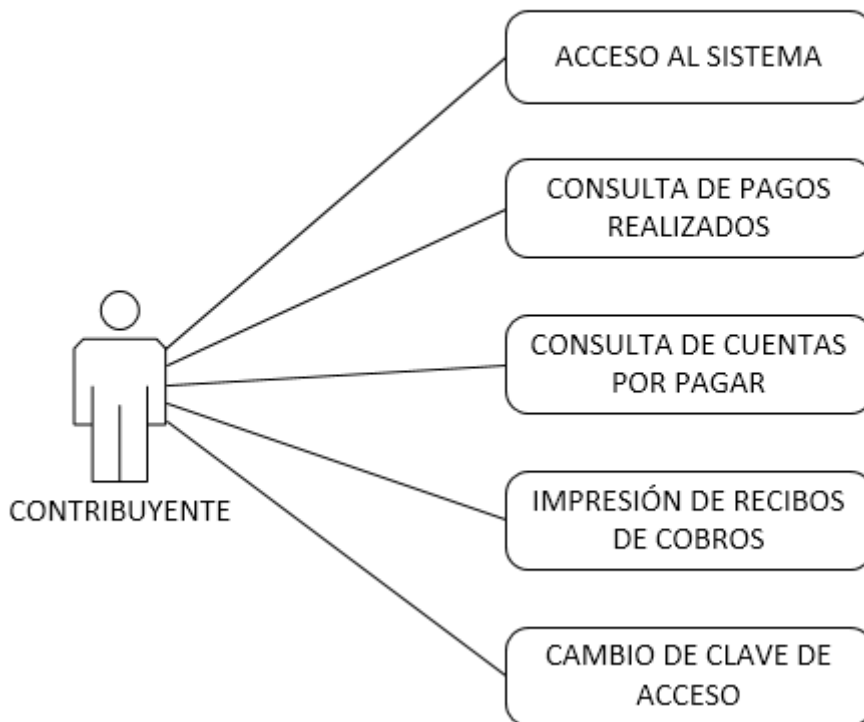 ACCESO AL SISTEMA
CONSULTA DE PAGOS
REALIZADOS
CONSULTA DE CUENTAS
POR PAGAR
CONTRIBUYENTE
IMPRESIÓN DE RECIBOS
DE COBROS
CAMBIO DE CLAVE DE
ACCESO